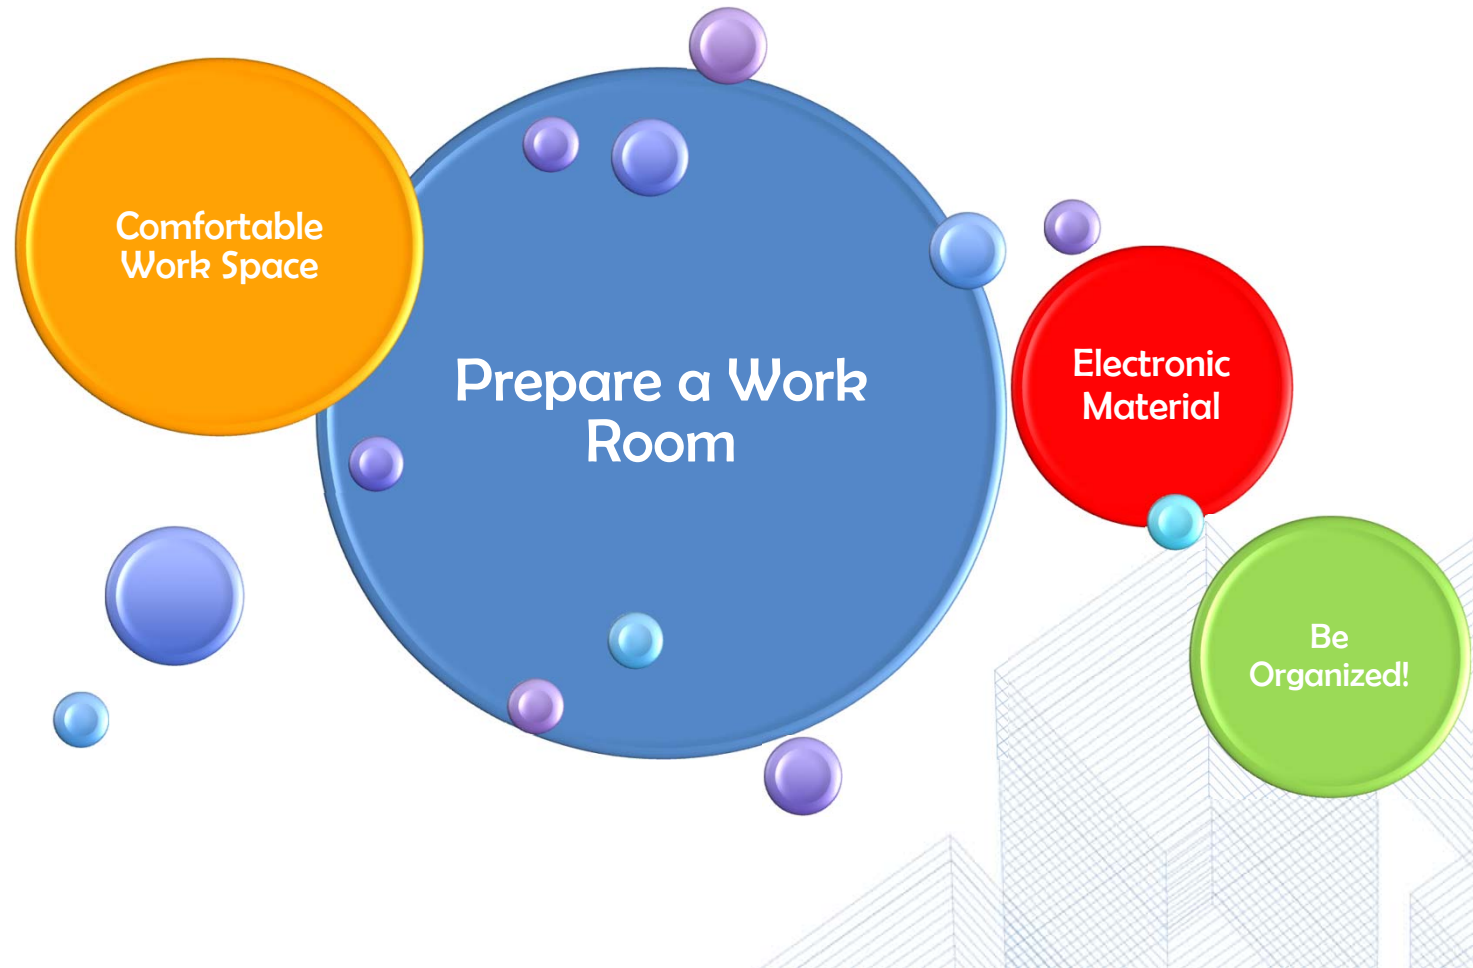 Comfortable
Work Space
Prepare a Work
Room
Electronic
Material
Be
Organized!